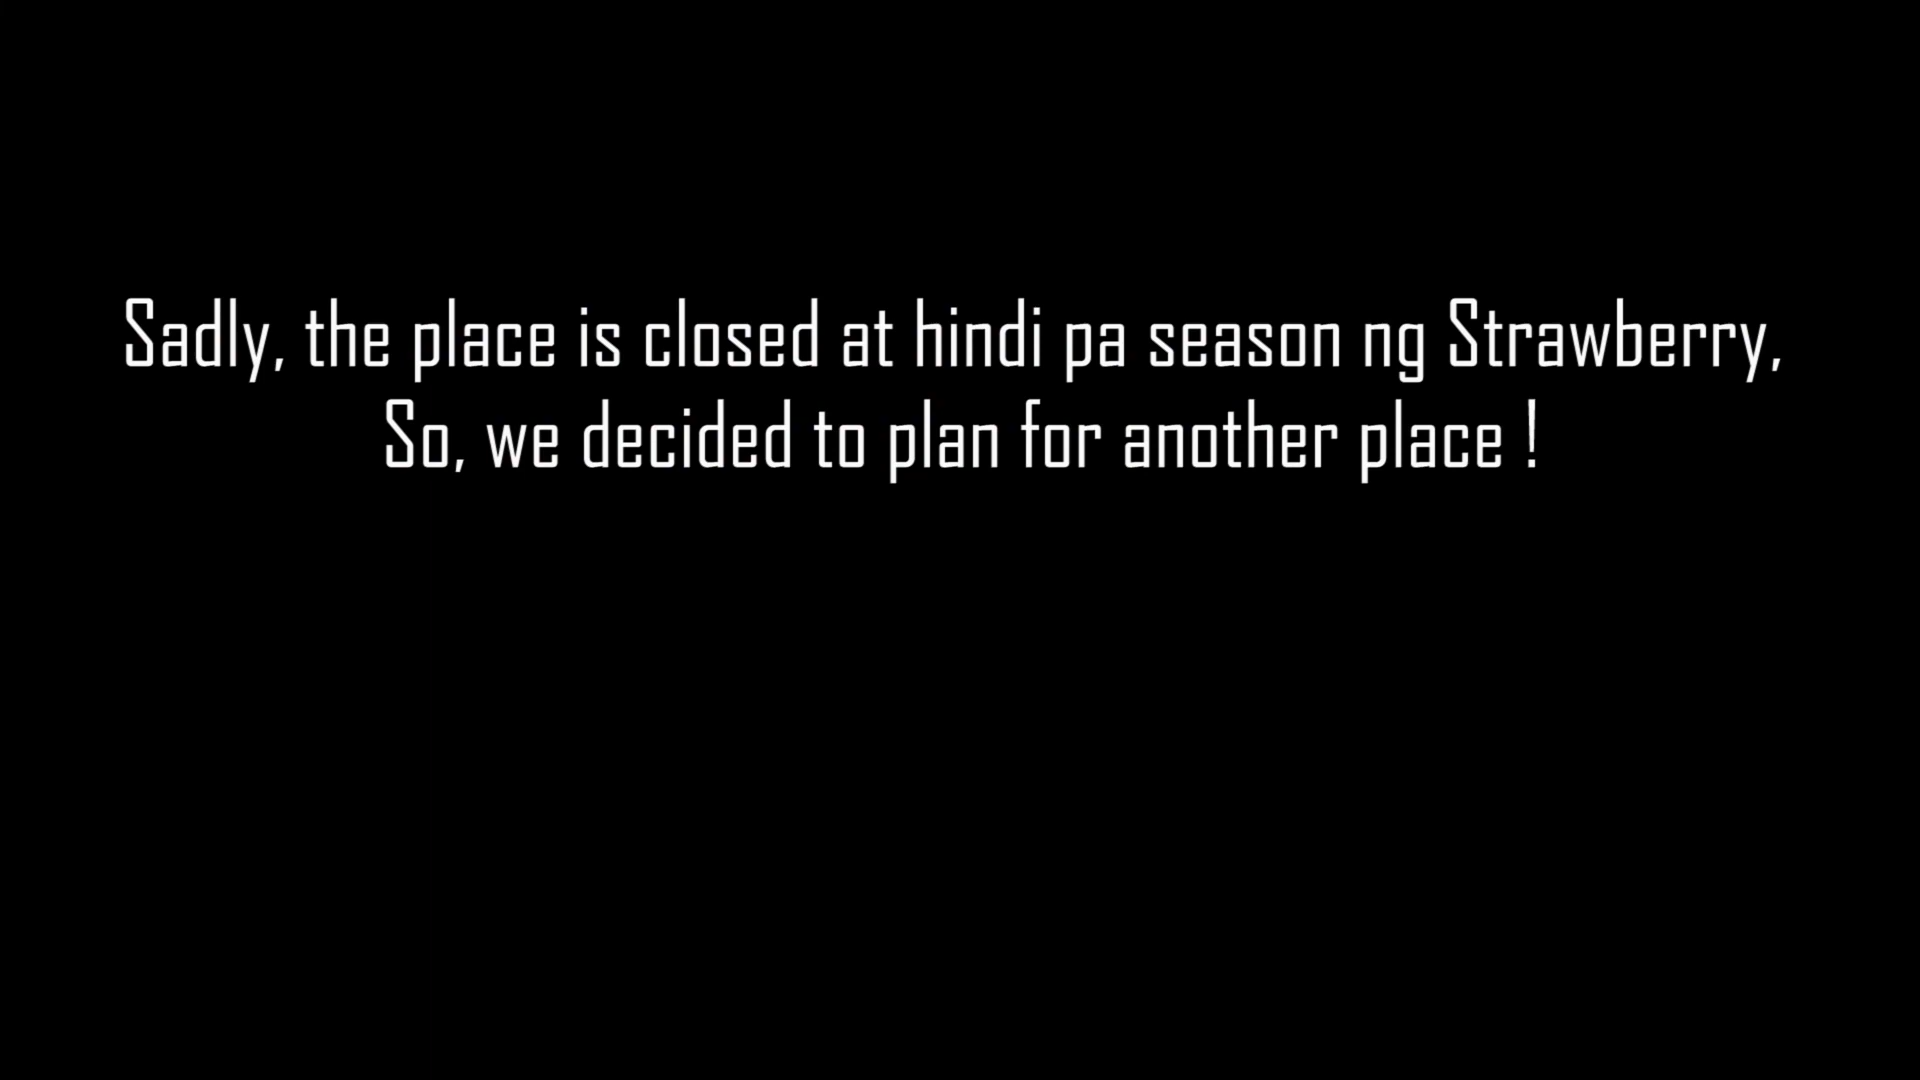 Sadly, the place is closed at hindi pa season ng Strawberry,
So, we decided to plan for another place !